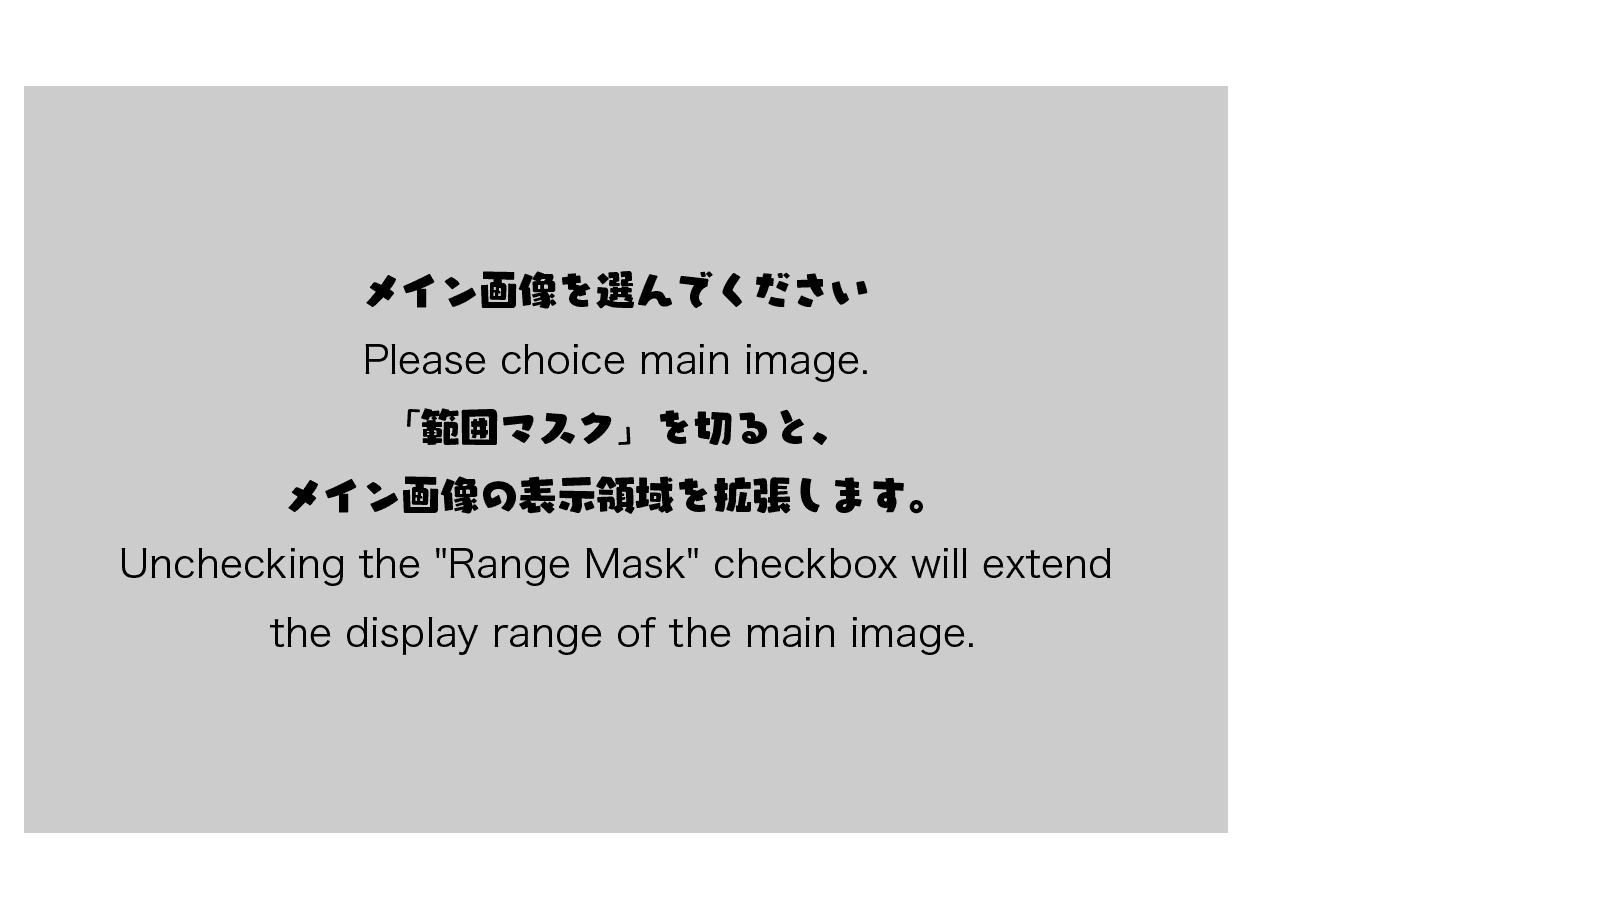 メイン画像を選んでください
Please choice main image.
「範囲マスク」を切ると、
メイン画像の表示領域を拡張します。
Unchecking the "Range Mask" checkbox will extend
the display range of the main image.